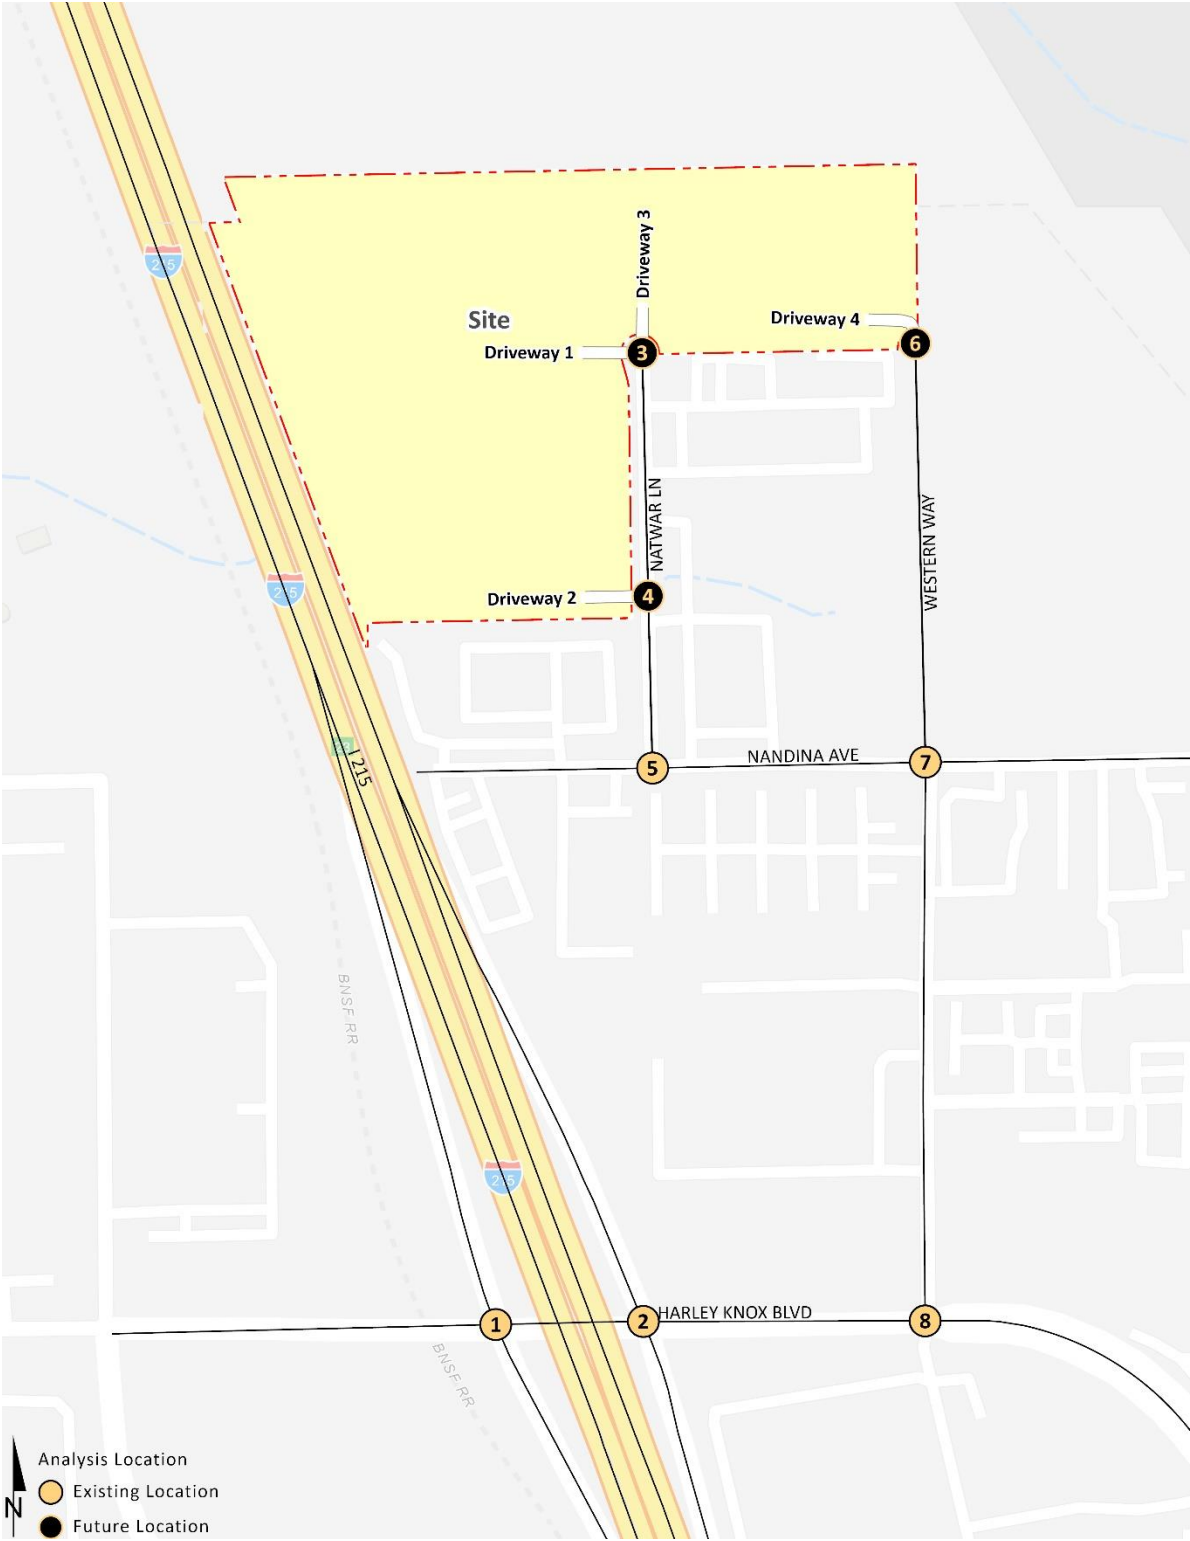 Driveway 3
215
Site
Driveway 4
Driveway 1
3
6
NATWAR LN
WESTERN WAY
215
Driveway 2
4
NANDINA AVE
5
7
I 215
BNSF RR
215
HARLEY KNOX BLVD
1
2
8
BNSF RR
Analysis Location
Existing Location
Future Location
N